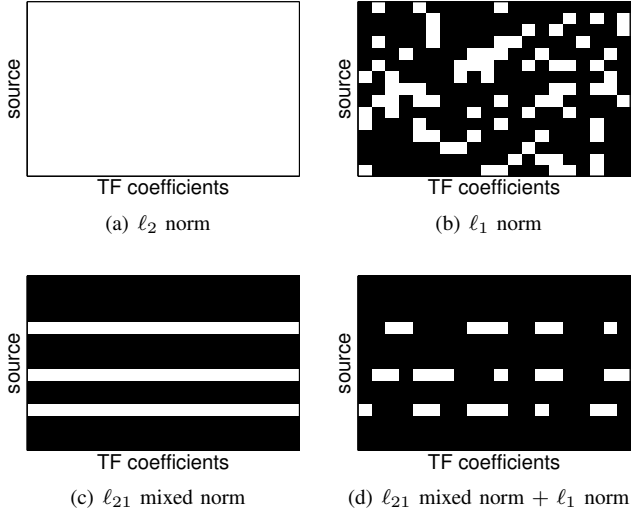 source
TF coefficients
(a) ℓ₂ norm
source
TF coefficients
(b) ℓ₁ norm
source
TF coefficients
(c) ℓ₂₁ mixed norm
source
TF coefficients
(d) ℓ₂₁ mixed norm + ℓ₁ norm